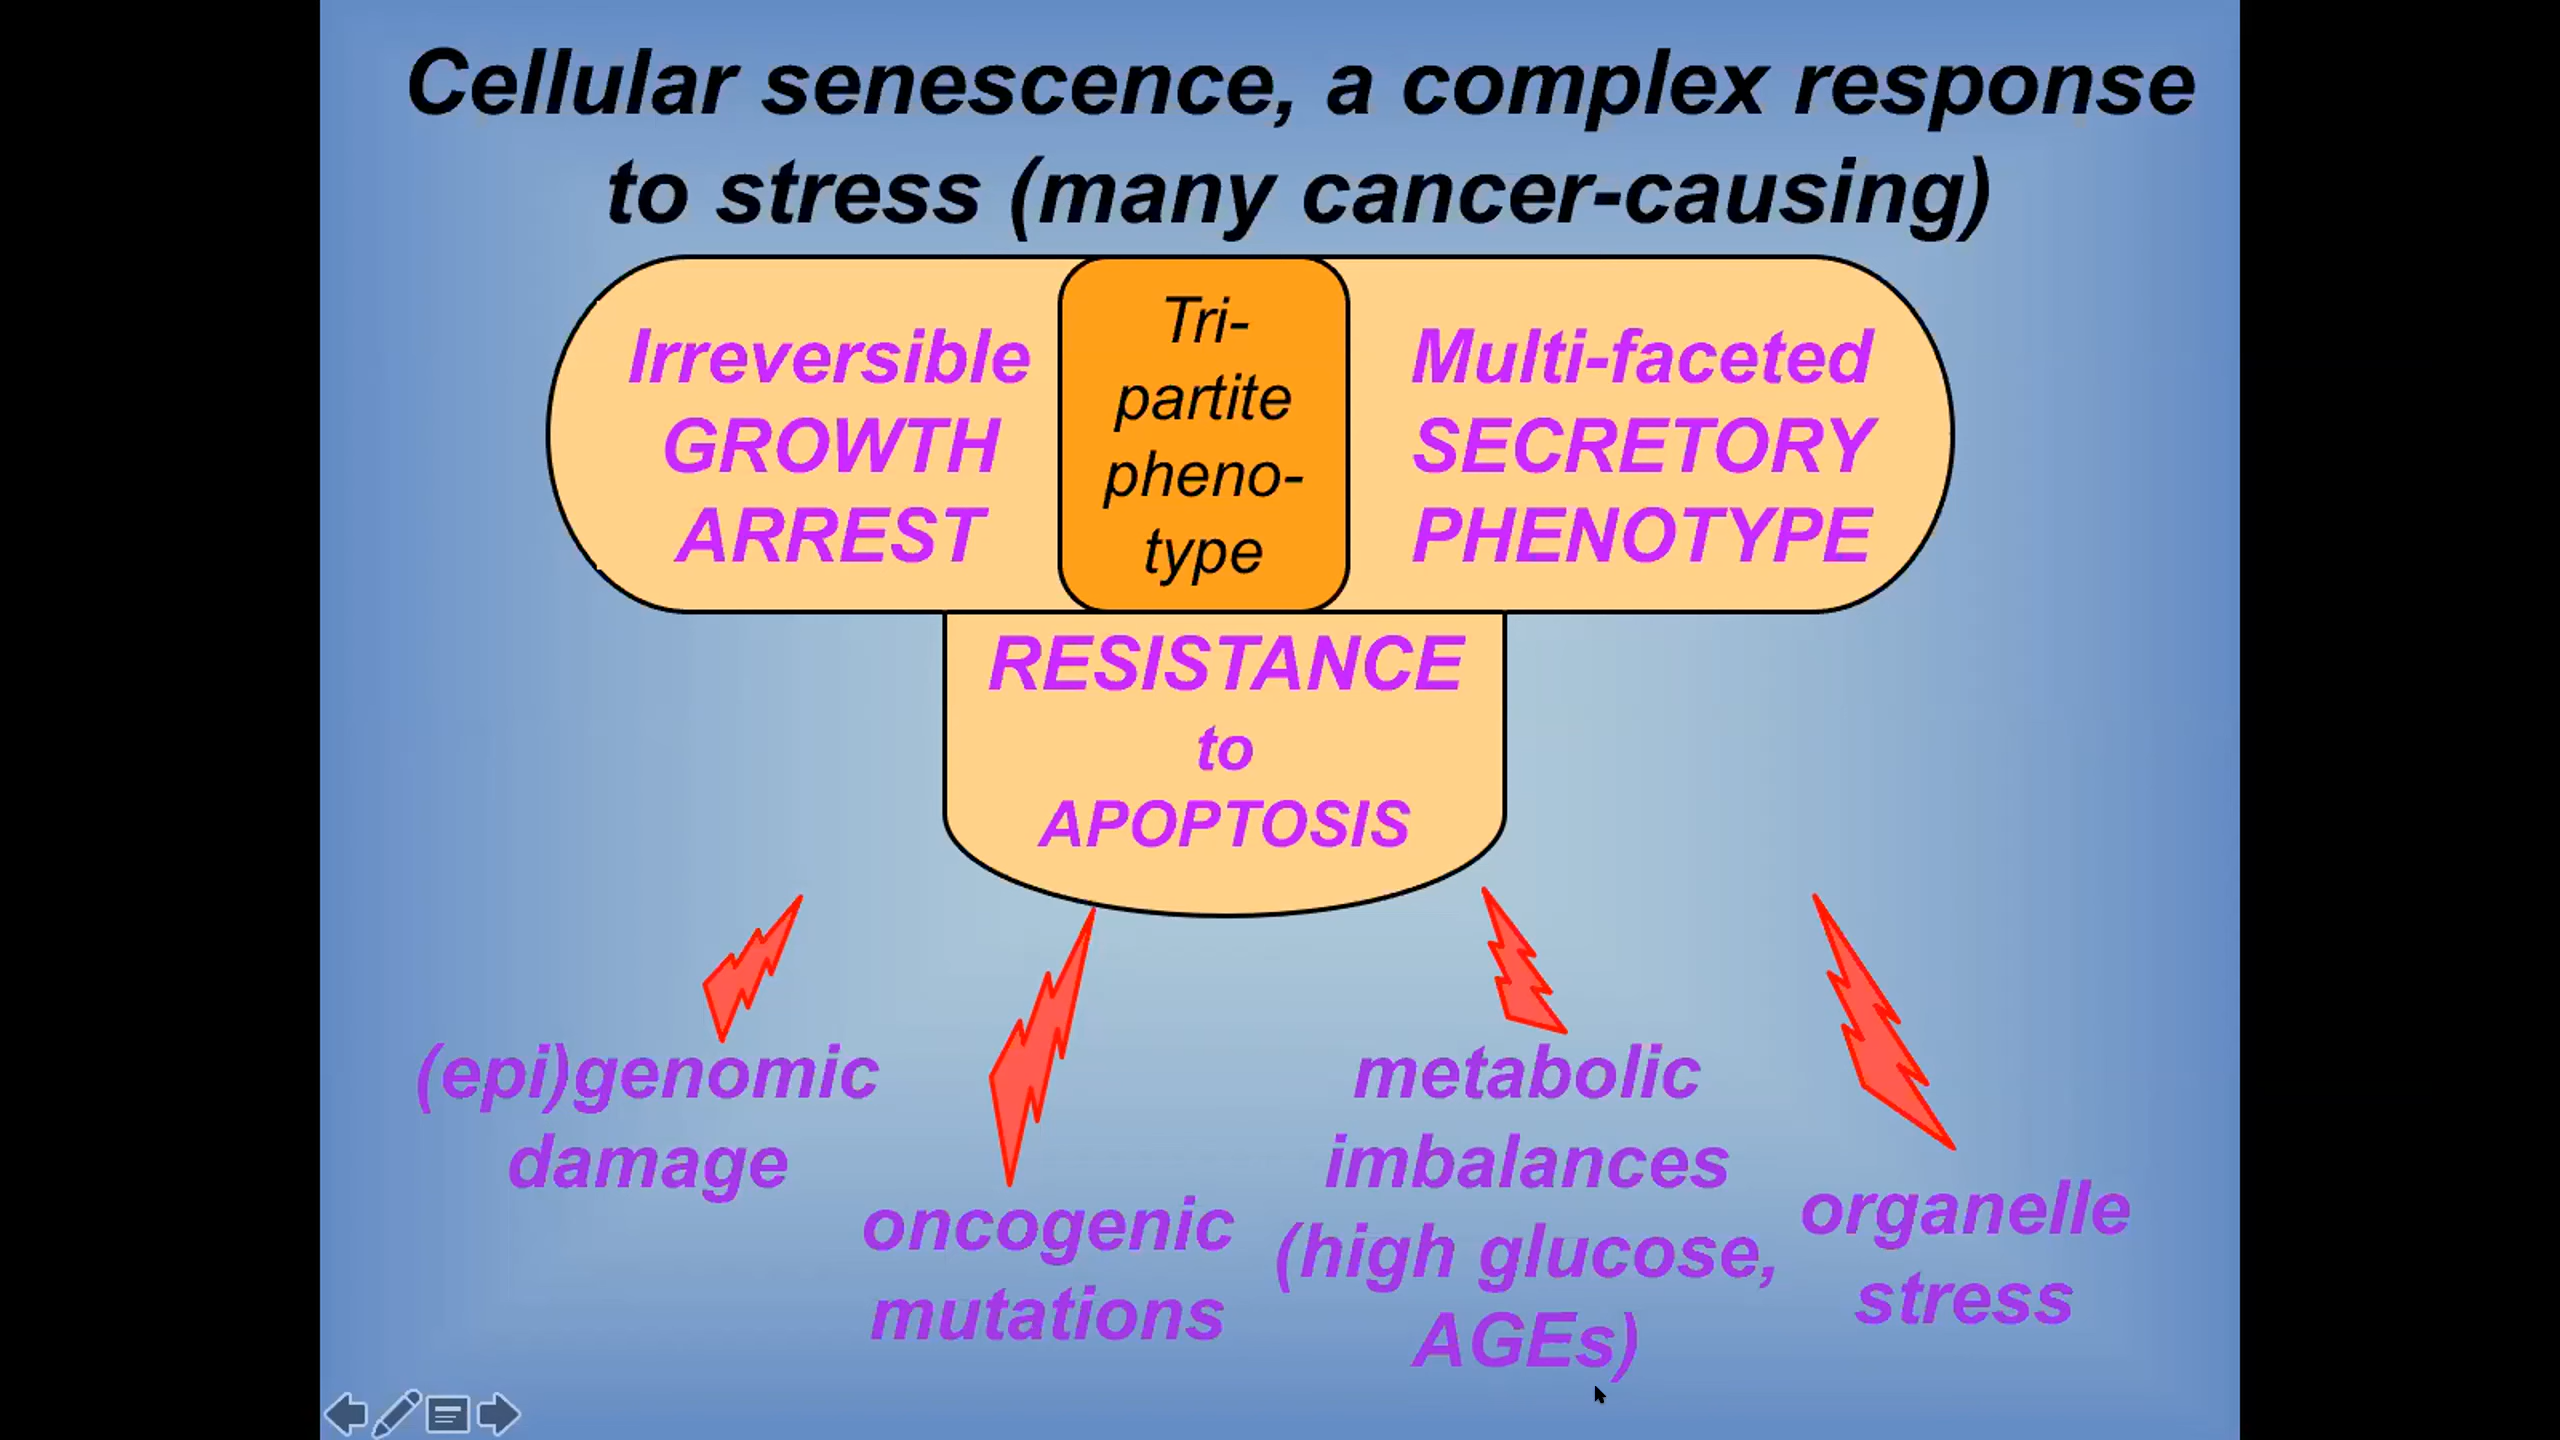 Cellular senescence, a complex response
to stress (many cancer-causing)
Irreversible
GROWTH
ARREST
Tri-
partite
pheno-
type
Multi-faceted
SECRETORY
PHENOTYPE
RESISTANCE
to
APOPTOSIS
(epi)genomic
damage
oncogenic
mutations
metabolic
imbalances
(high glucose,
AGEs)
organelle
stress